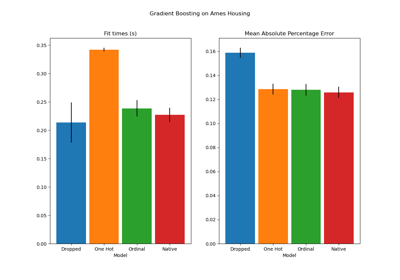 Gradient Boosting on Ames Housing
Fit times (s)
0.35
0.30
0.25
0.20
0.15
0.10
0.05
0.00
Dropped One Hot Ordinal Native
Model
Mean Absolute Percentage Error
0.16
0.14
0.12
0.10
0.08
0.06
0.04
0.02
0.00
Dropped One Hot Ordinal Native
Model